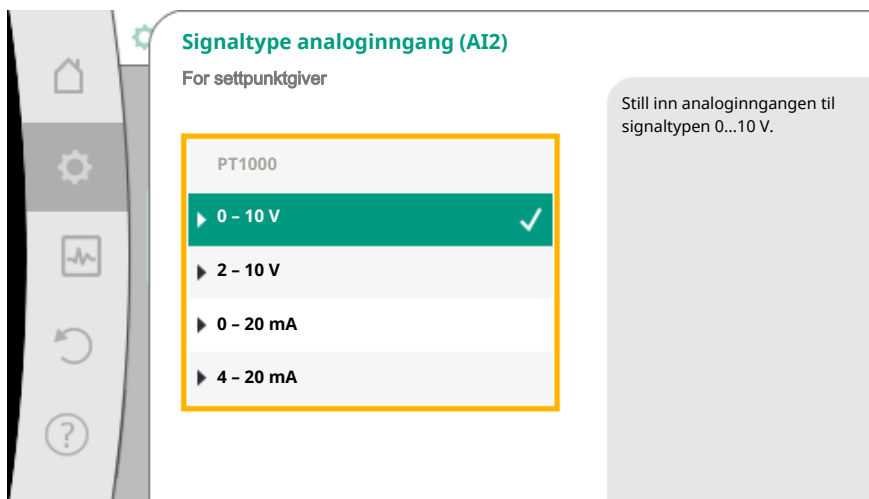 Signaltype analoginngang (AI2)
For settpunktgiver
Still inn analoginngangen til
signaltypen 0...10 V.
PT1000
0 – 10 V
2 – 10 V
0 – 20 mA
4 – 20 mA
?